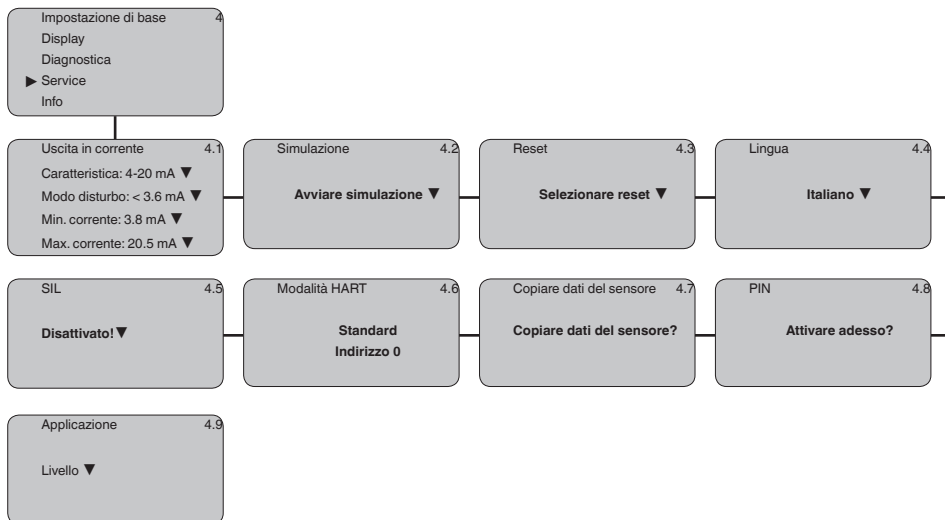 Impostazione di base 4
Display
Diagnostica
▶ Service
Info
Uscita in corrente 4.1
Caratteristica: 4-20 mA ▼
Modo disturbo: < 3.6 mA ▼
Min. corrente: 3.8 mA ▼
Max. corrente: 20.5 mA ▼
Simulazione 4.2
Avviare simulazione ▼
Reset 4.3
Selezionare reset ▼
Lingua 4.4
Italiano ▼
SIL 4.5
Disattivato! ▼
Modalità HART 4.6
Standard
Indirizzo 0
Copiare dati del sensore 4.7
Copiare dati del sensore?
PIN 4.8
Attivare adesso?
Applicazione 4.9
Livello ▼